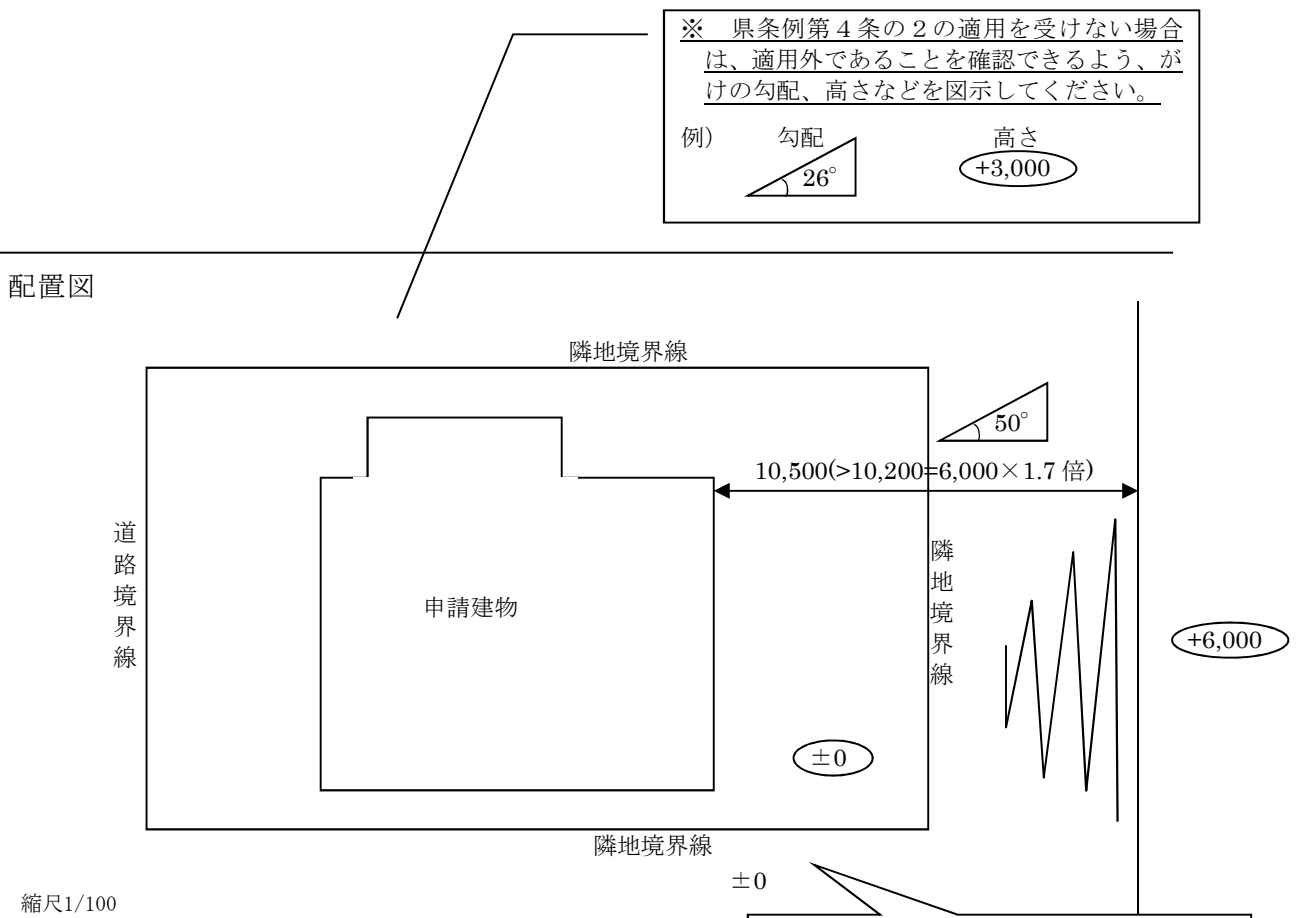 ※　県条例第４条の２の適用を受けない場合
は、適用外であることを確認できるよう、が
けの勾配、高さなどを図示してください。
例）　勾配　高さ
26°　+3,000
配置図
隣地境界線
50°
10,500(>10,200=6,000×1.7倍)
道路境界線
隣地境界線
申請建物
+6,000
±0
隣地境界線
±0
縮尺1/100